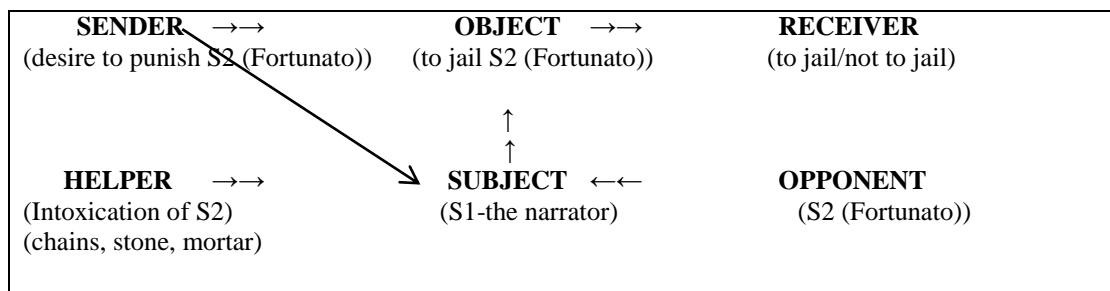 SENDER →→ OBJECT →→ RECEIVER
(desire to punish S2 (Fortunato)) (to jail S2 (Fortunato)) (to jail/not to jail)
↑
↑
HELPER →→ SUBJECT ←← OPPONENT
(Intoxication of S2) (S1-the narrator) (S2 (Fortunato))
(chains, stone, mortar)